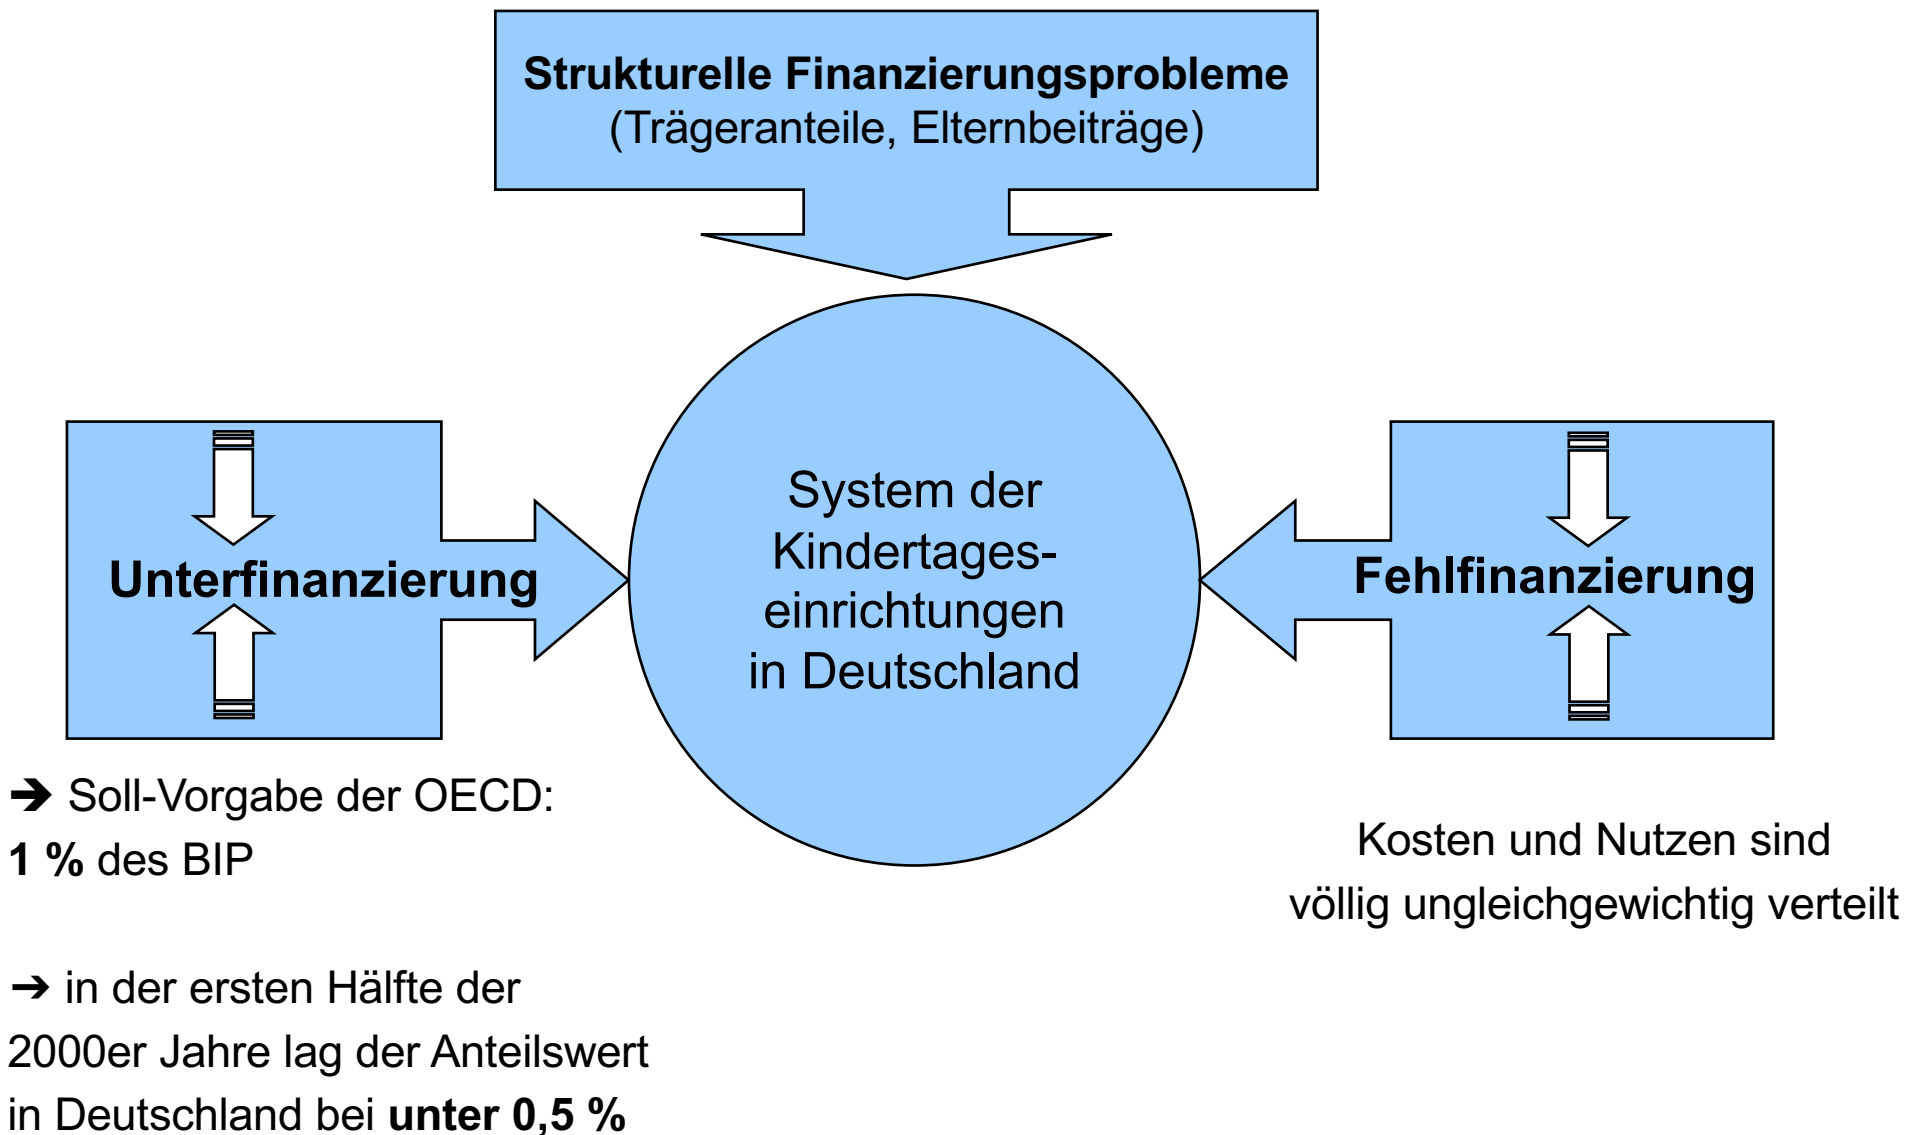 Strukturelle Finanzierungsprobleme
(Trägeranteile, Elternbeiträge)
System der
Kindertages-
einrichtungen
in Deutschland
Unterfinanzierung
➔ Soll-Vorgabe der OECD:
1 % des BIP
➔ in der ersten Hälfte der
2000er Jahre lag der Anteilswert
in Deutschland bei unter 0,5 %
Fehlfinanzierung
Kosten und Nutzen sind
völlig ungleichgewichtig verteilt